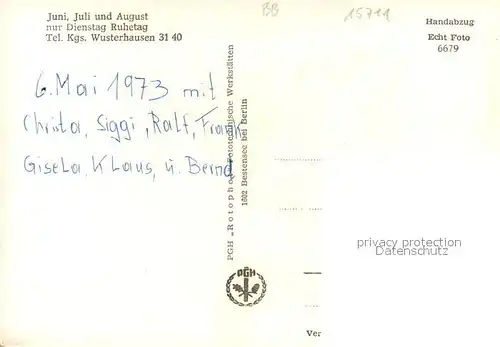 Juni, Juli und August
nur Dienstag Ruhetag
Tel. Kgs. Wusterhausen 31 40
BB
15711
Handabzug
Echt Foto
6679
6. Mai 1973 mit
Christa, Siggi, Ralf, Frank
Gisela, Klaus, u. Bernd
PGH „Rotophot" Fototechnische Werkstätten
1602 Bestensee bei Berlin
PGH
privacy protection
Datenschutz
Ver